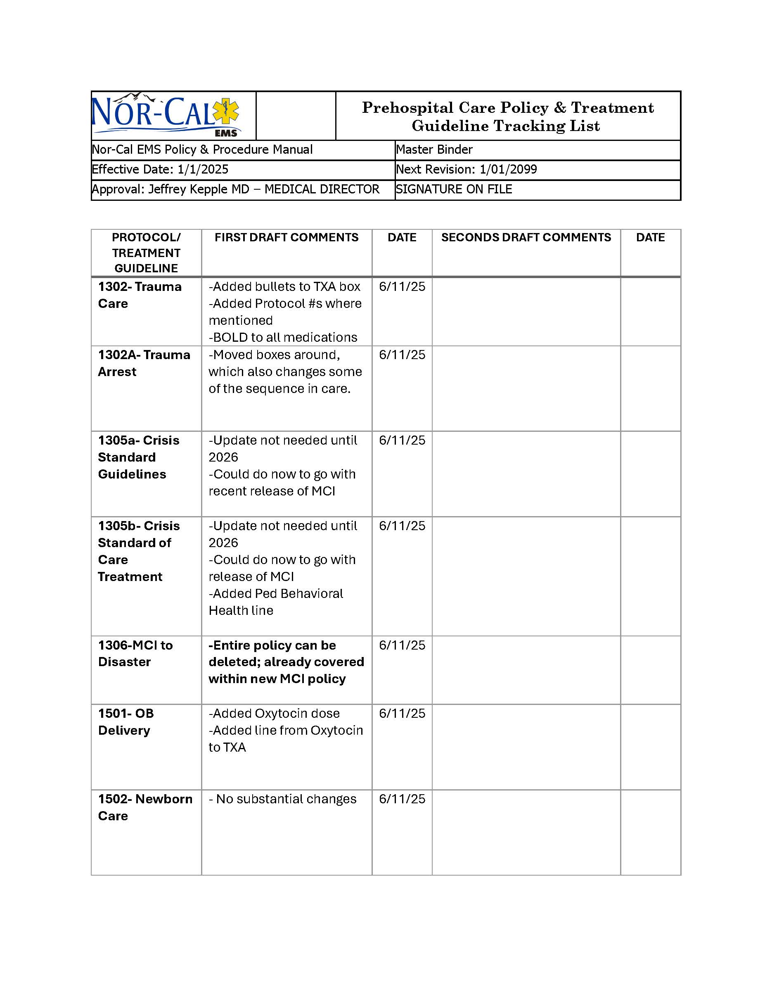 NOR-CAL
EMS
Prehospital Care Policy & Treatment
Guideline Tracking List
Nor-Cal EMS Policy & Procedure Manual
Master Binder
Effective Date: 1/1/2025
Next Revision: 1/01/2099
Approval: Jeffrey Kepple MD – MEDICAL DIRECTOR
SIGNATURE ON FILE
PROTOCOL/
TREATMENT
GUIDELINE
FIRST DRAFT COMMENTS
DATE
SECONDS DRAFT COMMENTS
DATE
1302- Trauma
Care
-Added bullets to TXA box
-Added Protocol #s where
mentioned
-BOLD to all medications
6/11/25
1302A- Trauma
Arrest
-Moved boxes around,
which also changes some
of the sequence in care.
6/11/25
1305a- Crisis
Standard
Guidelines
-Update not needed until
2026
-Could do now to go with
recent release of MCI
6/11/25
1305b- Crisis
Standard of
Care
Treatment
-Update not needed until
2026
-Could do now to go with
release of MCI
-Added Ped Behavioral
Health line
6/11/25
1306-MCI to
Disaster
-Entire policy can be
deleted; already covered
within new MCI policy
6/11/25
1501- OB
Delivery
-Added Oxytocin dose
-Added line from Oxytocin
to TXA
6/11/25
1502- Newborn
Care
- No substantial changes
6/11/25